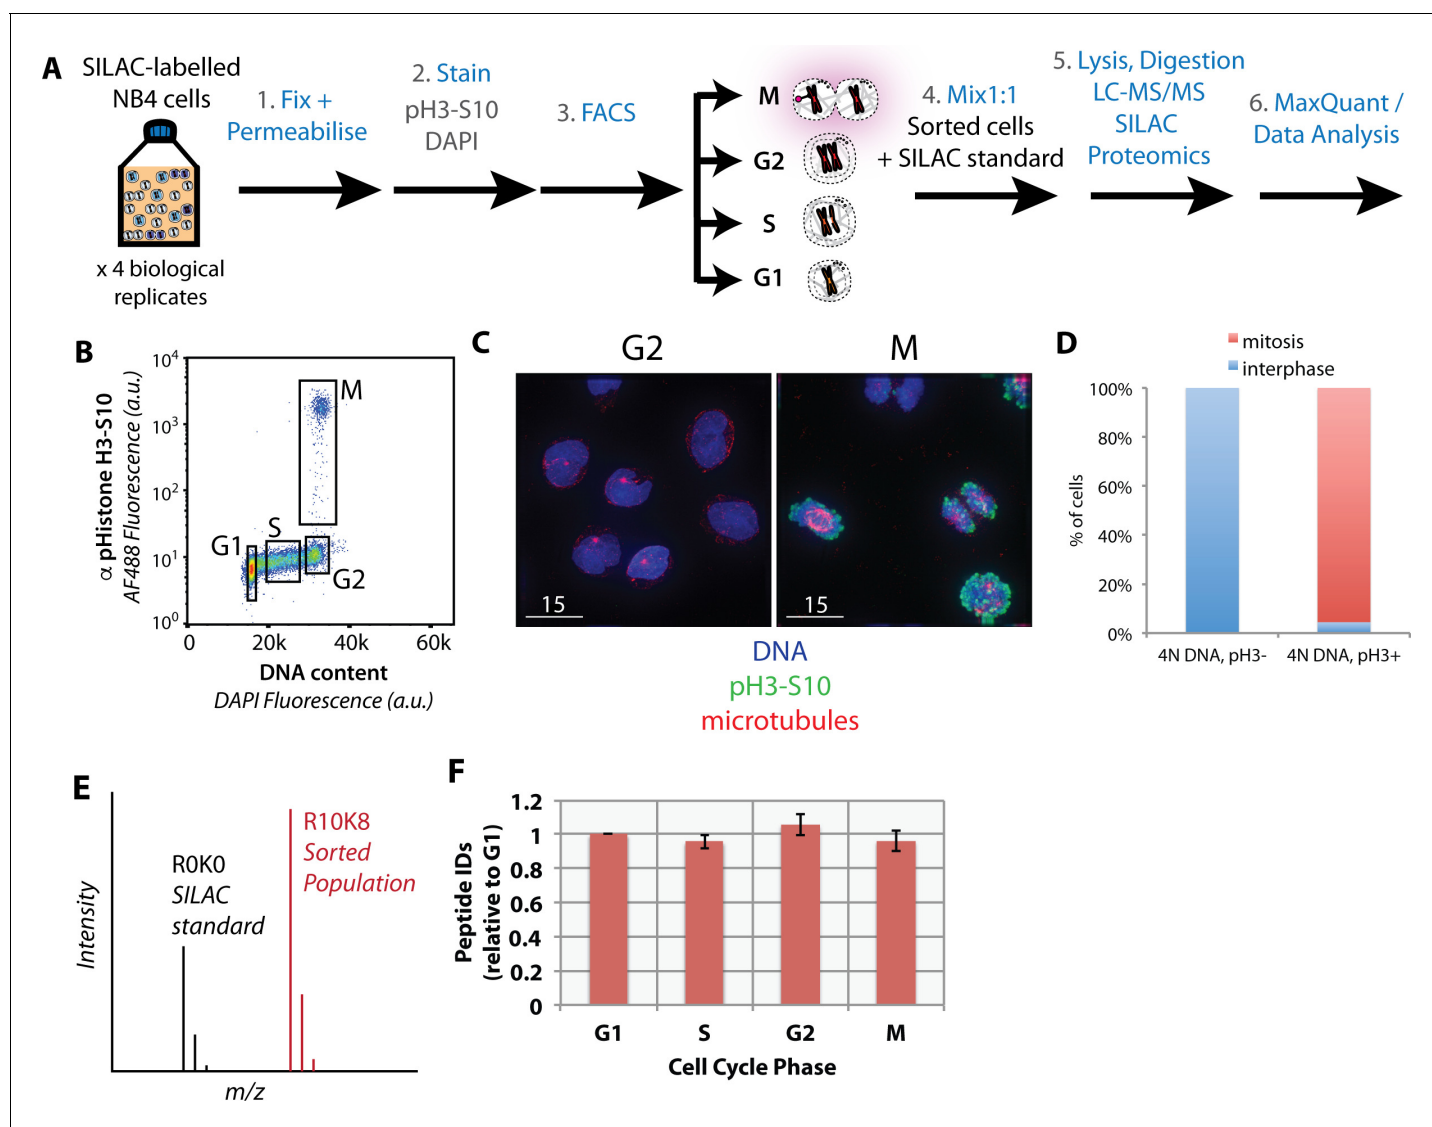 A
SILAC-labelled
NB4 cells
x 4 biological
replicates
1. Fix +
Permeabilise
2. Stain
pH3-S10
DAPI
3. FACS
M
G2
S
G1
4. Mix1:1
Sorted cells
+ SILAC standard
5. Lysis, Digestion
LC-MS/MS
SILAC
Proteomics
6. MaxQuant /
Data Analysis
B
α pHistone H3-S10
AF488 Fluorescence (a.u.)
10⁴
10³
10²
10¹
10⁰
M
S
G1
G2
0 20k 40k 60k
DNA content
DAPI Fluorescence (a.u.)
C
G2 M
15 15
DNA
pH3-S10
microtubules
D
mitosis
interphase
% of cells
100%
80%
60%
40%
20%
0%
4N DNA, pH3- 4N DNA, pH3+
E
Intensity
R0K0
SILAC
standard
R10K8
Sorted
Population
m/z
F
Peptide IDs
(relative to G1)
1.2
1
0.8
0.6
0.4
0.2
0
G1 S G2 M
Cell Cycle Phase